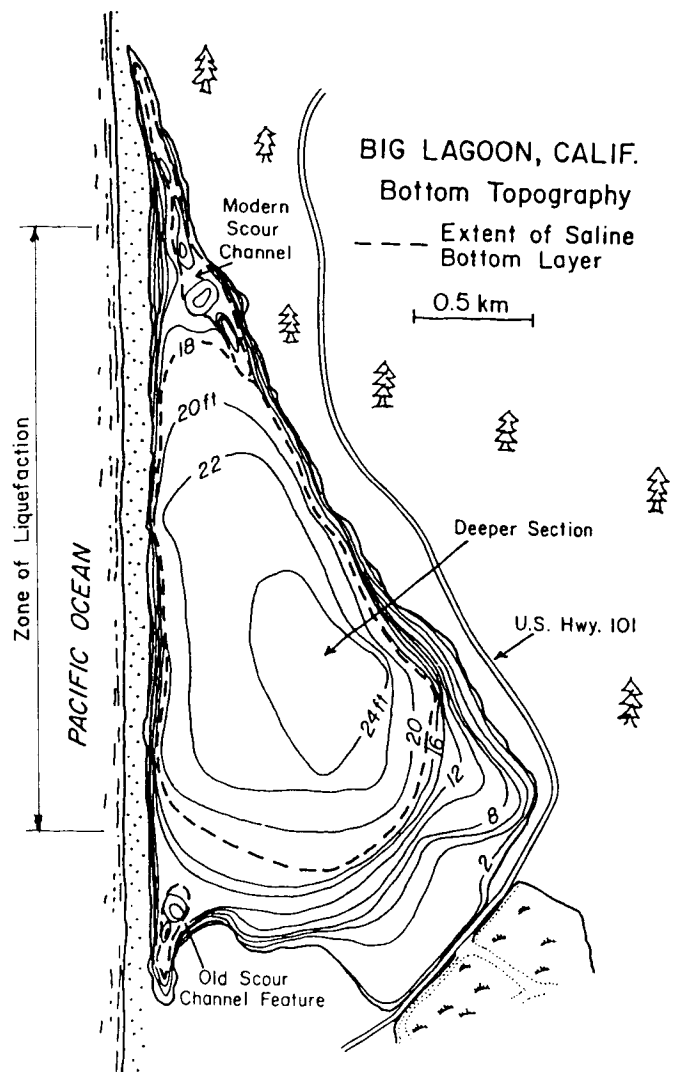 BIG LAGOON, CALIF.
Bottom Topography
Extent of Saline
Bottom Layer
0.5 km
Modern
Scour
Channel
18
20ft
22
Deeper Section
Zone of Liquefaction
PACIFIC OCEAN
U.S. Hwy. 101
24ft
20
16
12
8
2
Old Scour
Channel Feature